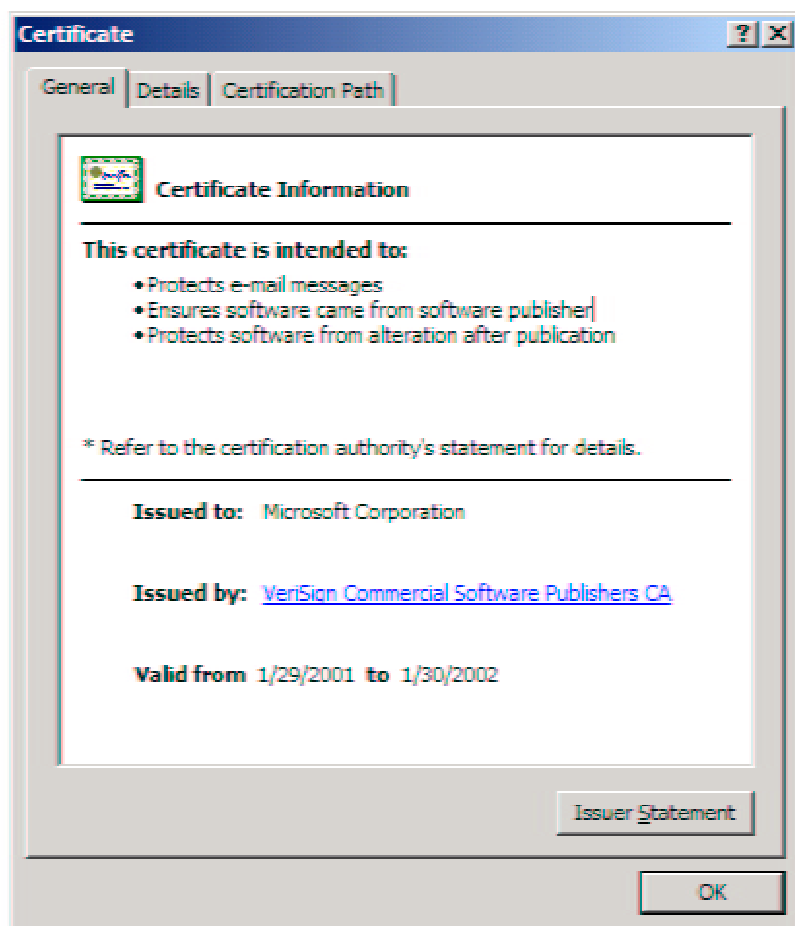 Certificate
General Details Certification Path
Certificate Information
This certificate is intended to:
•Protects e-mail messages
•Ensures software came from software publisher
•Protects software from alteration after publication
* Refer to the certification authority's statement for details.
Issued to: Microsoft Corporation
Issued by: VeriSign Commercial Software Publishers CA
Valid from 1/29/2001 to 1/30/2002
Issuer Statement
OK